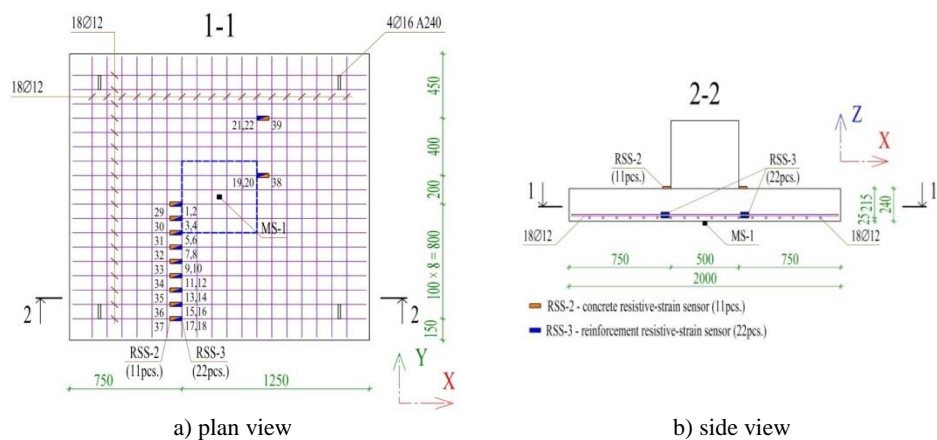 18Ø12
1-1
4Ø16 A240
18Ø12
450
21,22
39
400
19,20
38
200
MS-1
29
1,2
30
3,4
31
5,6
32
7,8
33
9,10
34
11,12
35
13,14
36
15,16
37
17,18
100 × 8 = 800
150
2
2
RSS-2
(11pcs.)
RSS-3
(22pcs.)
750
1250
Y
X
a) plan view
2-2
Z
X
RSS-2
(11pcs.)
RSS-3
(22pcs.)
1
1
25
215
240
18Ø12
MS-1
18Ø12
750
500
750
2000
RSS-2 - concrete resistive-strain sensor (11pcs.)
RSS-3 - reinforcement resistive-strain sensor (22pcs.)
b) side view